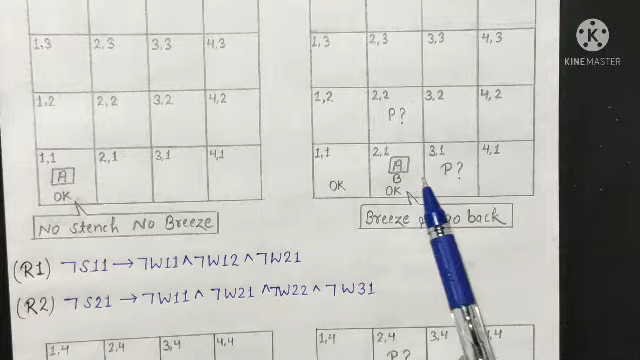 1,3 2,3 3,3 4,3
1,2 2,2 3,2 4,2
1,1 2,1 3,1 4,1
A
OK
No stench No Breeze
1,3 2,3 3,3 4,3
1,2 2,2 3,2 4,2
P?
1,1 2,1 3,1 4,1
A P?
B
OK OK
Breeze go back
(R1) ¬S11 → ¬W11 ∧ ¬W12 ∧ ¬W21
(R2) ¬S21 → ¬W11 ∧ ¬W21 ∧ ¬W22 ∧ ¬W31
1,4 2,4 3,4 4,4
1,4 2,4 3,4 4,4
P?
K
KINEMASTER